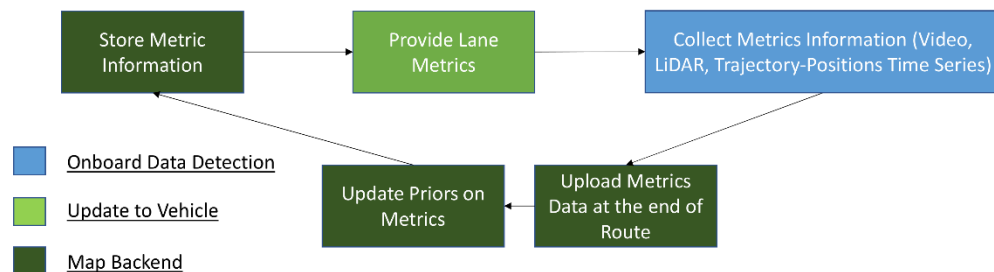 Store Metric
Information
Provide Lane
Metrics
Collect Metrics Information (Video,
LiDAR, Trajectory-Positions Time Series)
Onboard Data Detection
Update to Vehicle
Map Backend
Update Priors on
Metrics
Upload Metrics
Data at the end of
Route